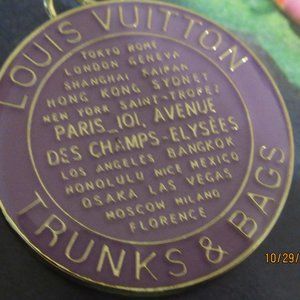 LOUIS VUITTON
TOKYO ROME
LONDON GENEVA
SHANGHAI SAIPAN
HONG KONG SYDNEY
NEW YORK SAINT-TROPEZ
PARIS_101, AVENUE
DES CHAMPS-ELYSÉES
LOS ANGELES BANGKOK
HONOLULU NICE MEXICO
OSAKA LAS VEGAS
MOSCOW MILANO
FLORENCE
TRUNKS & BAGS
10/29/